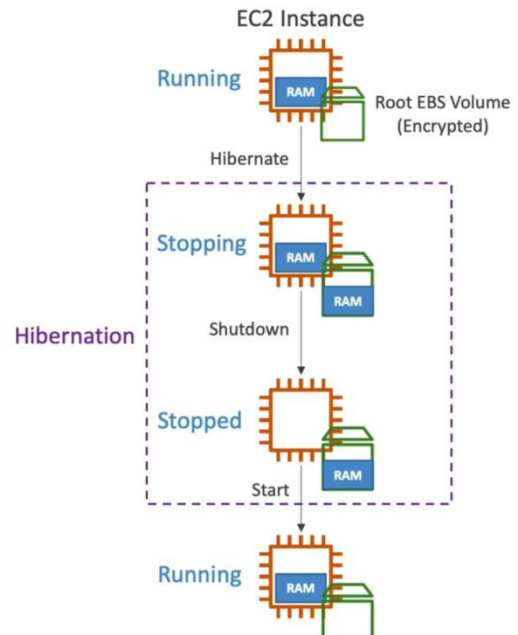 EC2 Instance
Running
RAM
Root EBS Volume
(Encrypted)
Hibernate
Stopping
RAM
RAM
Shutdown
Hibernation
Stopped
RAM
Start
Running
RAM